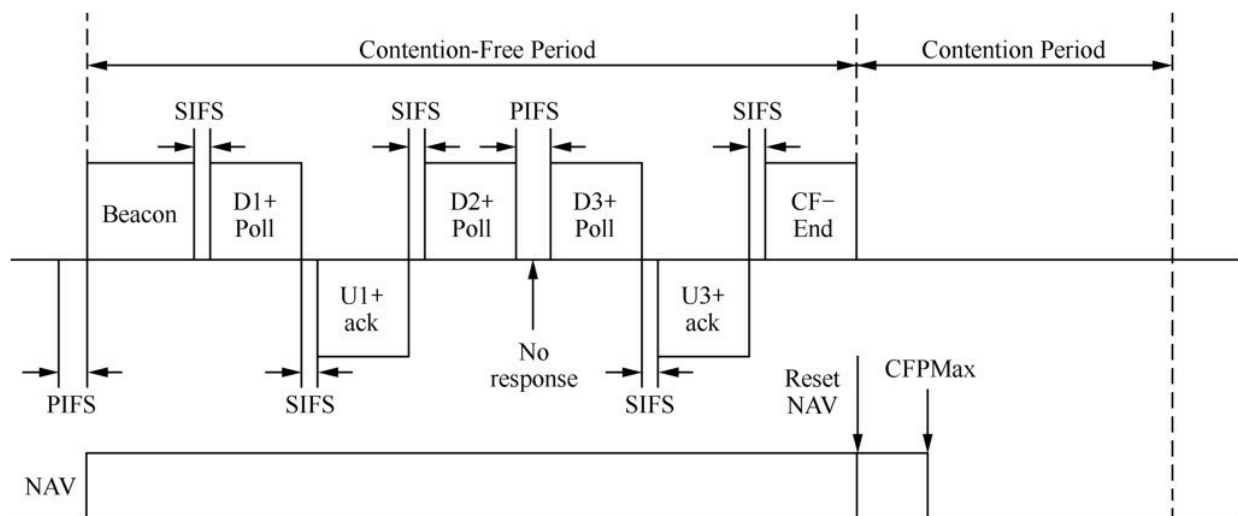 Contention-Free Period
Contention Period
SIFS
SIFS
PIFS
SIFS
Beacon
D1+
Poll
D2+
Poll
D3+
Poll
CF−
End
U1+
ack
U3+
ack
No
response
PIFS
SIFS
SIFS
Reset
NAV
CFPMax
NAV